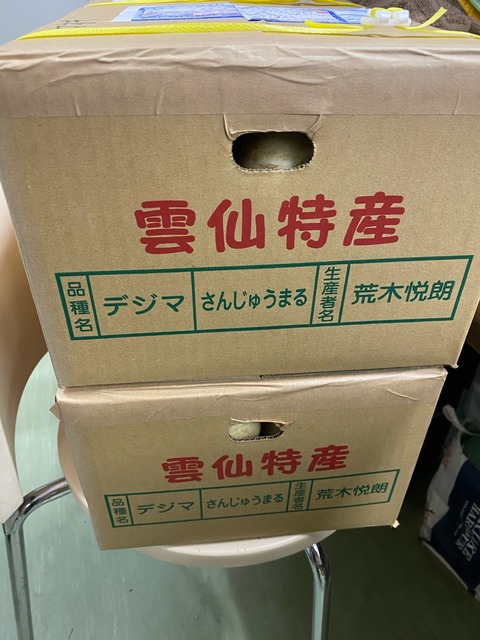 雲仙特産
品種名 デジマ さんじゅうまる 生産者名 荒木悦朗
雲仙特産
品種名 デジマ さんじゅうまる 生産者名 荒木悦朗